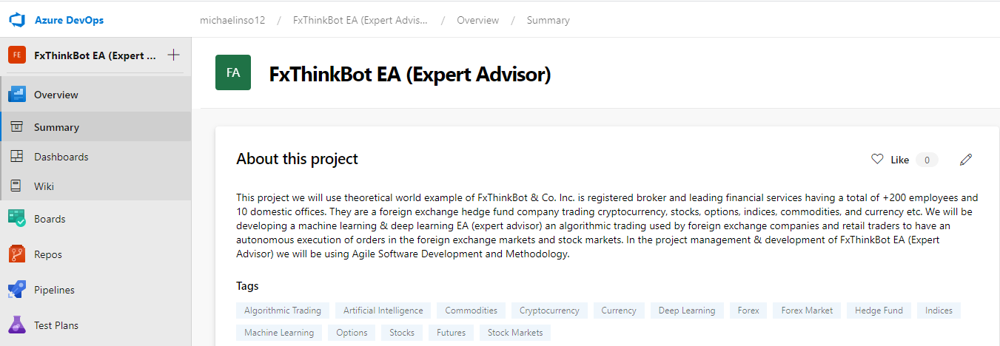 Azure DevOps
michaelinso12 / FxThinkBot EA (Expert Advis... / Overview / Summary
FE FxThinkBot EA (Expert ...
FA FxThinkBot EA (Expert Advisor)
Overview
Summary
Dashboards
Wiki
Boards
Repos
Pipelines
Test Plans
About this project
Like 0
This project we will use theoretical world example of FxThinkBot & Co. Inc. is registered broker and leading financial services having a total of +200 employees and
10 domestic offices. They are a foreign exchange hedge fund company trading cryptocurrency, stocks, options, indices, commodities, and currency etc. We will be
developing a machine learning & deep learning EA (expert advisor) an algorithmic trading used by foreign exchange companies and retail traders to have an
autonomous execution of orders in the foreign exchange markets and stock markets. In the project management & development of FxThinkBot EA (Expert
Advisor) we will be using Agile Software Development and Methodology.
Tags
Algorithmic Trading Artificial Intelligence Commodities Cryptocurrency Currency Deep Learning Forex Forex Market Hedge Fund Indices
Machine Learning Options Stocks Futures Stock Markets